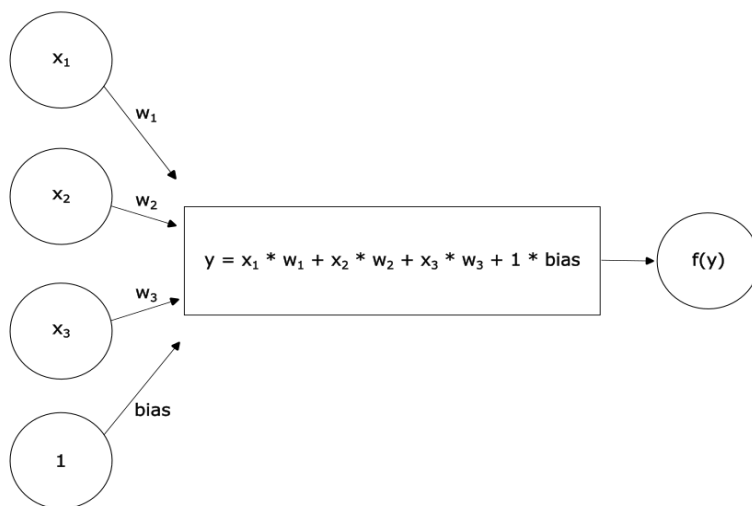 x₁
w₁
x₂
w₂
y = x₁ * w₁ + x₂ * w₂ + x₃ * w₃ + 1 * bias
f(y)
w₃
x₃
bias
1